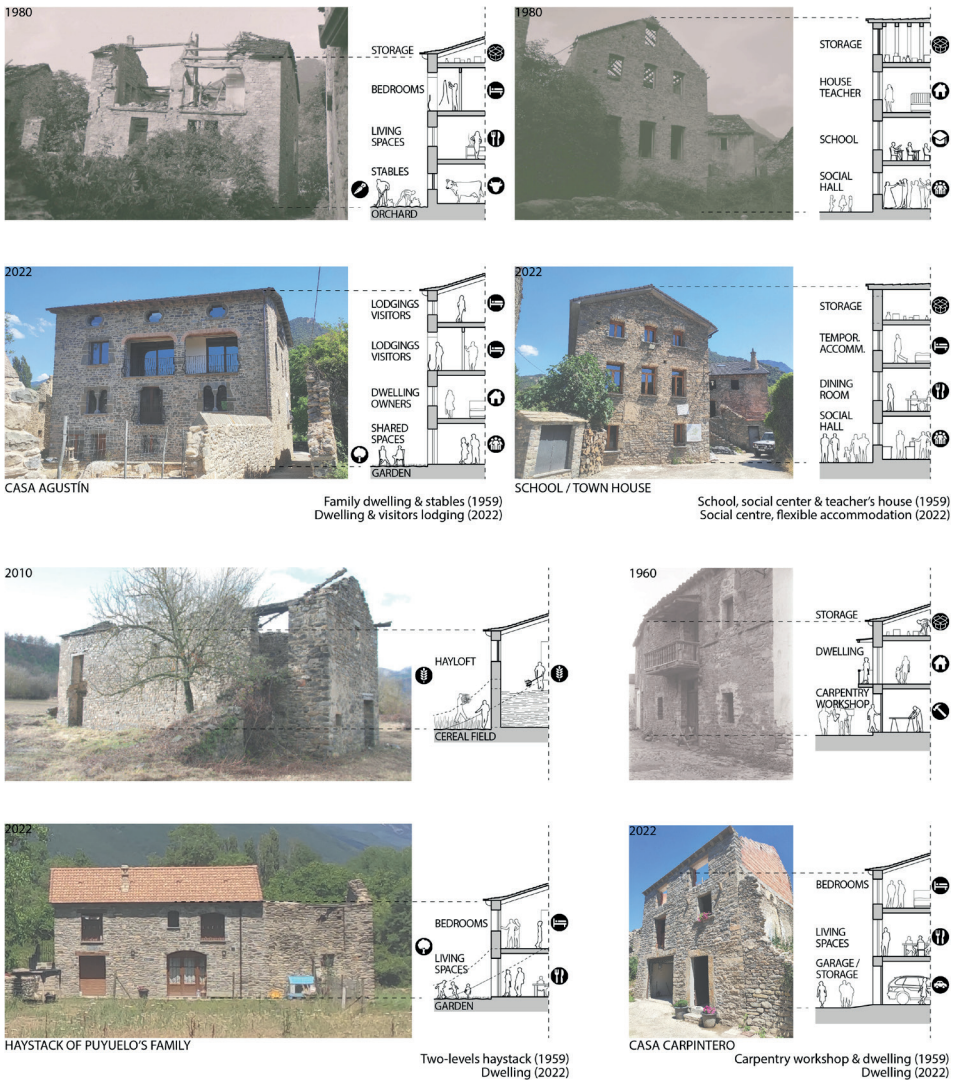 1980
STORAGE
BEDROOMS
LIVING
SPACES
STABLES
ORCHARD
1980
STORAGE
HOUSE
TEACHER
SCHOOL
SOCIAL
HALL
2022
LODGINGS
VISITORS
LODGINGS
VISITORS
DWELLING
OWNERS
SHARED
SPACES
GARDEN
CASA AGUSTÍN
Family dwelling & stables (1959)
Dwelling & visitors lodging (2022)
2022
STORAGE
TEMPOR.
ACCOMM.
DINING
ROOM
SOCIAL
HALL
SCHOOL / TOWN HOUSE
School, social center & teacher's house (1959)
Social centre, flexible accommodation (2022)
2010
HAYLOFT
CEREAL FIELD
1960
STORAGE
DWELLING
CARPENTRY
WORKSHOP
2022
BEDROOMS
LIVING
SPACES
GARDEN
HAYSTACK OF PUYUELO'S FAMILY
Two-levels haystack (1959)
Dwelling (2022)
2022
BEDROOMS
LIVING
SPACES
GARAGE /
STORAGE
CASA CARPINTERO
Carpentry workshop & dwelling (1959)
Dwelling (2022)